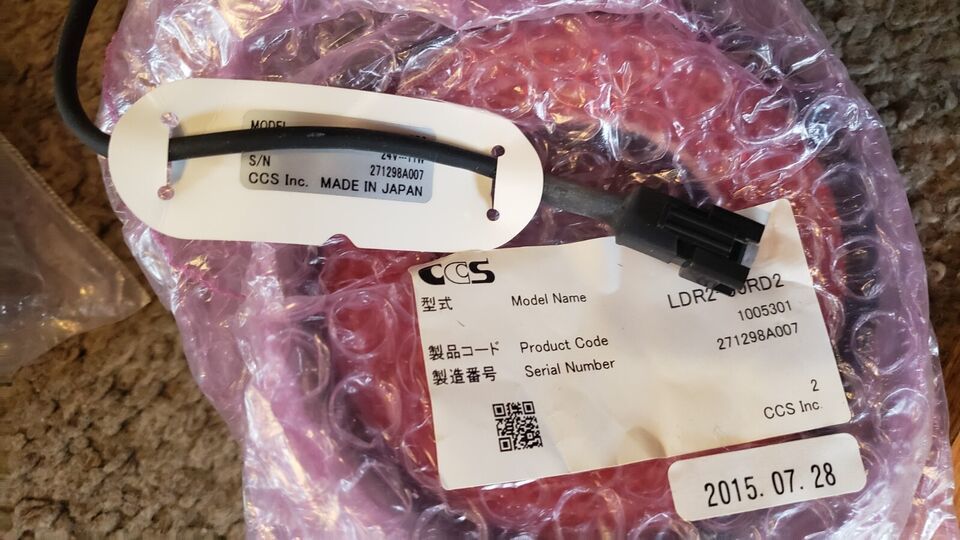 MODEL
24V
S/N 271298A007
CCS Inc. MADE IN JAPAN
CCS
型式 Model Name
1005301
製品コード Product Code
271298A007
製造番号 Serial Number
2
CCS Inc.
2015.07.28